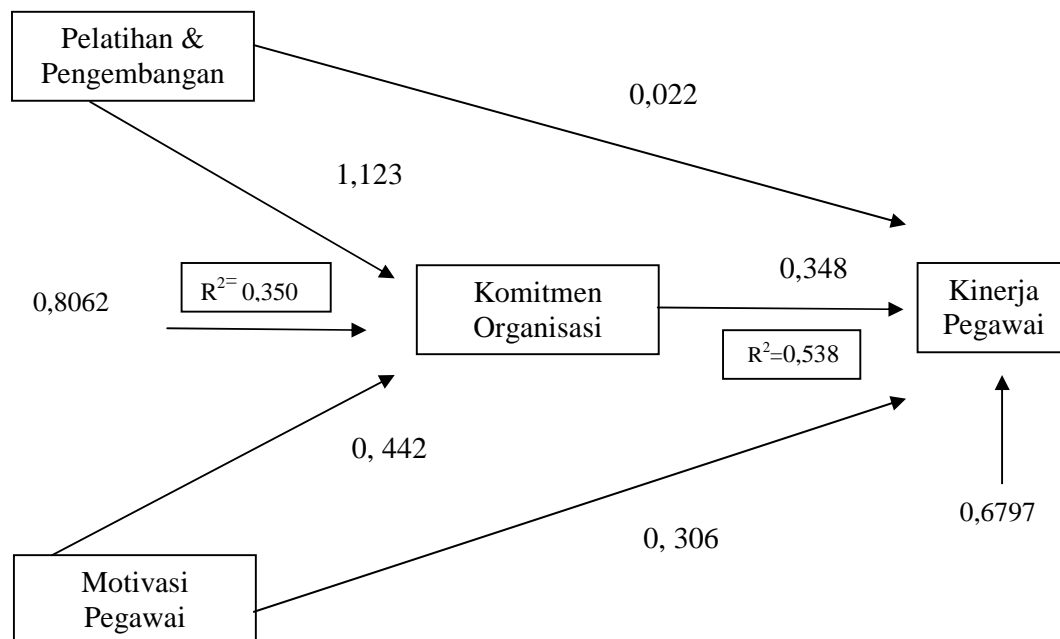 Pelatihan &
Pengembangan
0,022
1,123
0,8062
R²= 0,350
Komitmen
Organisasi
0,348
R²=0,538
Kinerja
Pegawai
0, 442
0, 306
0,6797
Motivasi
Pegawai